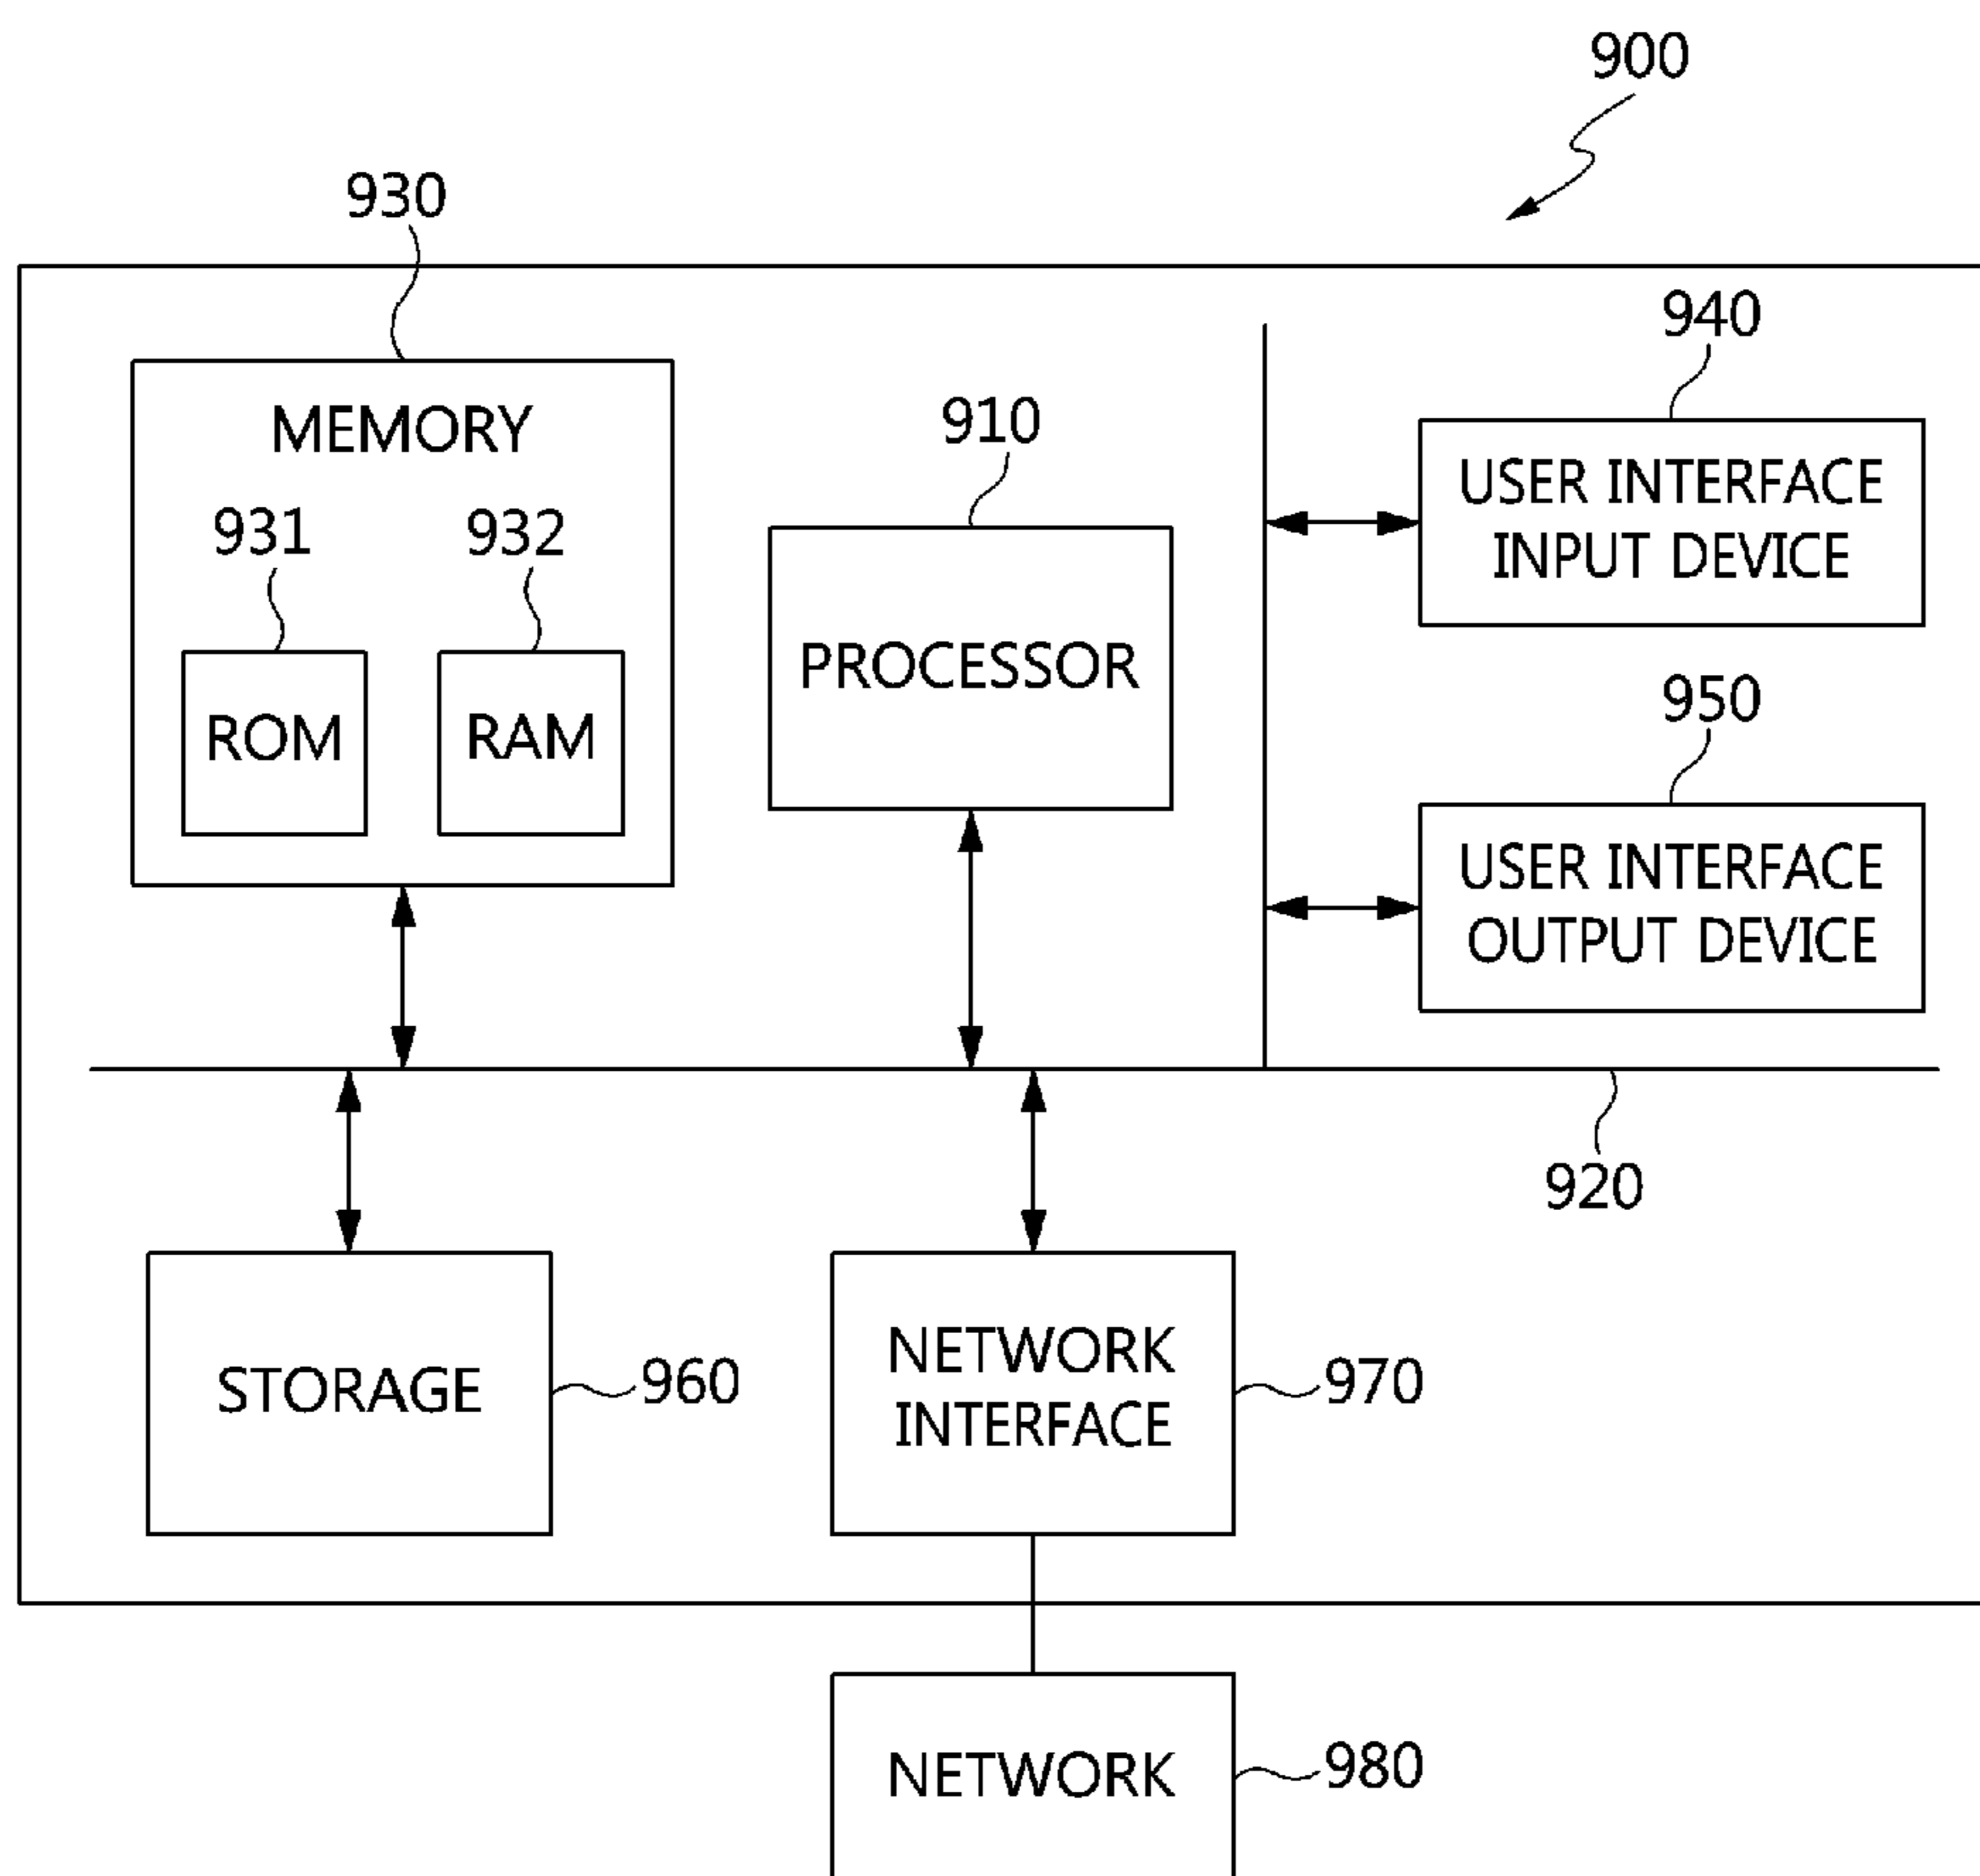 900
930
940
MEMORY
910
USER INTERFACE
INPUT DEVICE
931
932
PROCESSOR
950
ROM
RAM
USER INTERFACE
OUTPUT DEVICE
920
STORAGE
960
NETWORK
INTERFACE
970
NETWORK
980